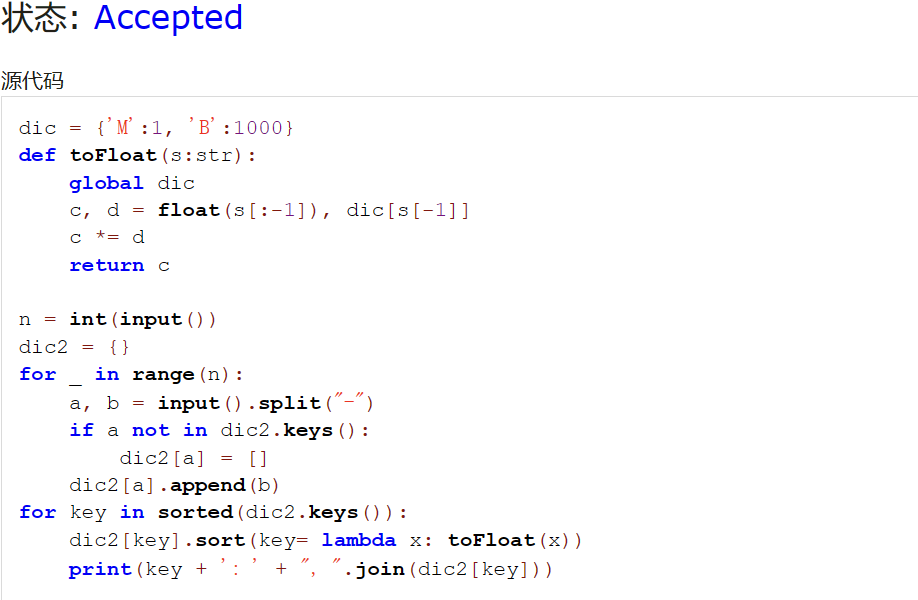 状态: Accepted
源代码
dic = {'M':1, 'B':1000}
def toFloat(s:str):
    global dic
    c, d = float(s[:-1]), dic[s[-1]]
    c *= d
    return c
n = int(input())
dic2 = {}
for _ in range(n):
    a, b = input().split("-")
    if a not in dic2.keys():
        dic2[a] = []
    dic2[a].append(b)
for key in sorted(dic2.keys()):
    dic2[key].sort(key= lambda x: toFloat(x))
    print(key + ': ' + ", ".join(dic2[key]))